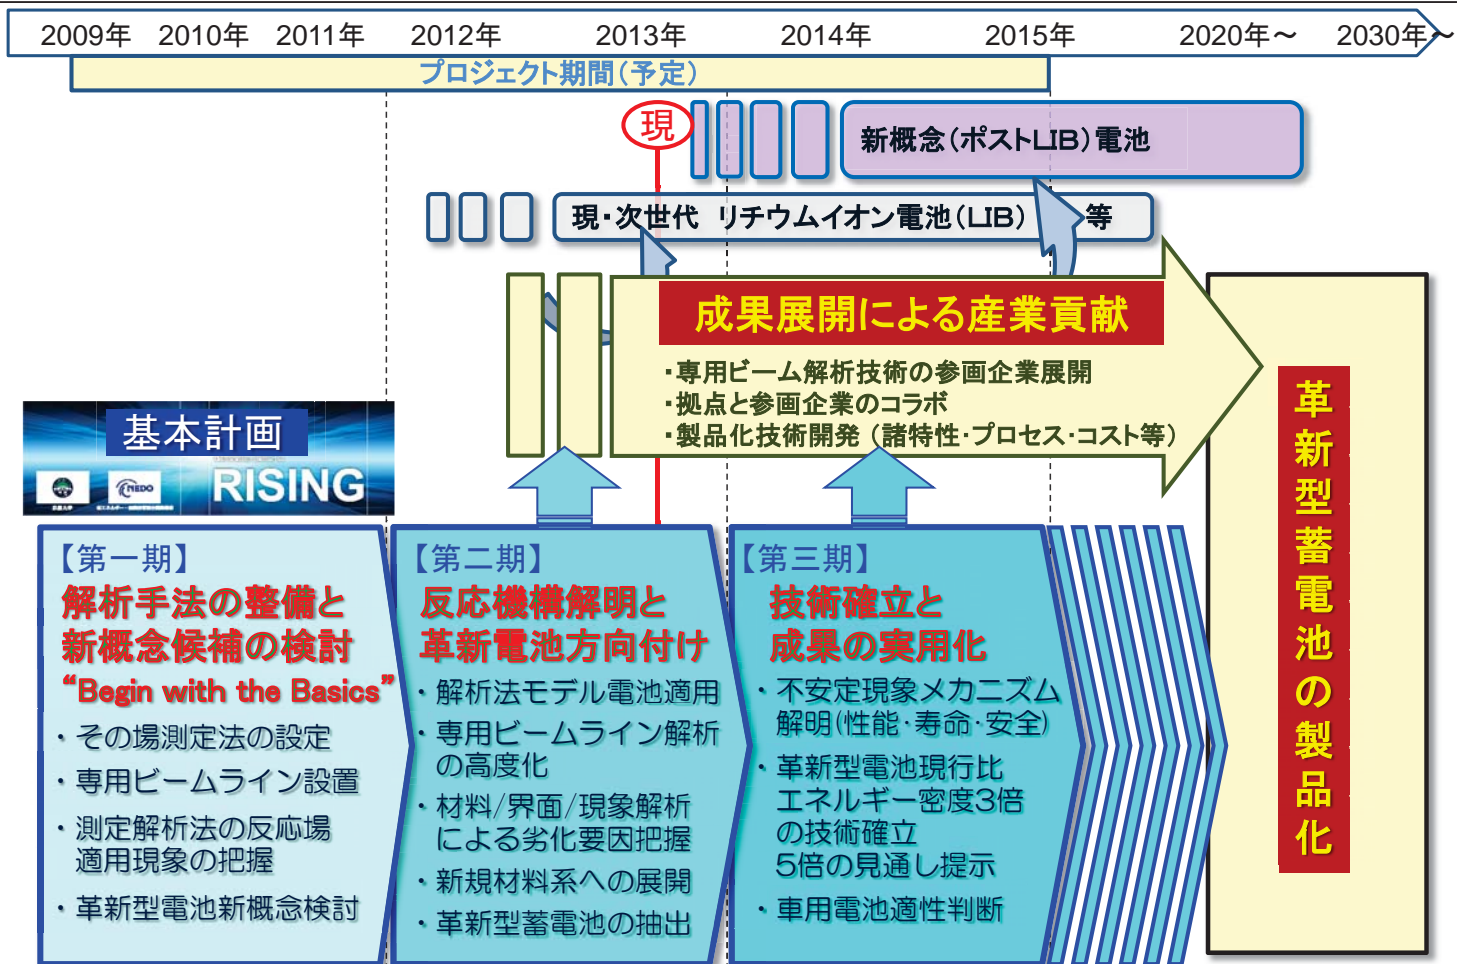 2009年 2010年 2011年 2012年 2013年 2014年 2015年 2020年～ 2030年～
プロジェクト期間(予定)
現
新概念(ポストLIB)電池
現・次世代 リチウムイオン電池(LIB) 等
成果展開による産業貢献
・専用ビーム解析技術の参画企業展開
・拠点と参画企業のコラボ
・製品化技術開発 (諸特性・プロセス・コスト等)
革新型蓄電池の製品化
基本計画
NEDO
RISING
【第一期】
解析手法の整備と
新概念候補の検討
“Begin with the Basics”
・その場測定法の設定
・専用ビームライン設置
・測定解析法の反応場
適用現象の把握
・革新型電池新概念検討
【第二期】
反応機構解明と
革新電池方向付け
・解析法モデル電池適用
・専用ビームライン解析
の高度化
・材料/界面/現象解析
による劣化要因把握
・新規材料系への展開
・革新型蓄電池の抽出
【第三期】
技術確立と
成果の実用化
・不安定現象メカニズム
解明(性能・寿命・安全)
・革新型電池現行比
エネルギー密度3倍
の技術確立
5倍の見通し提示
・車用電池適性判断